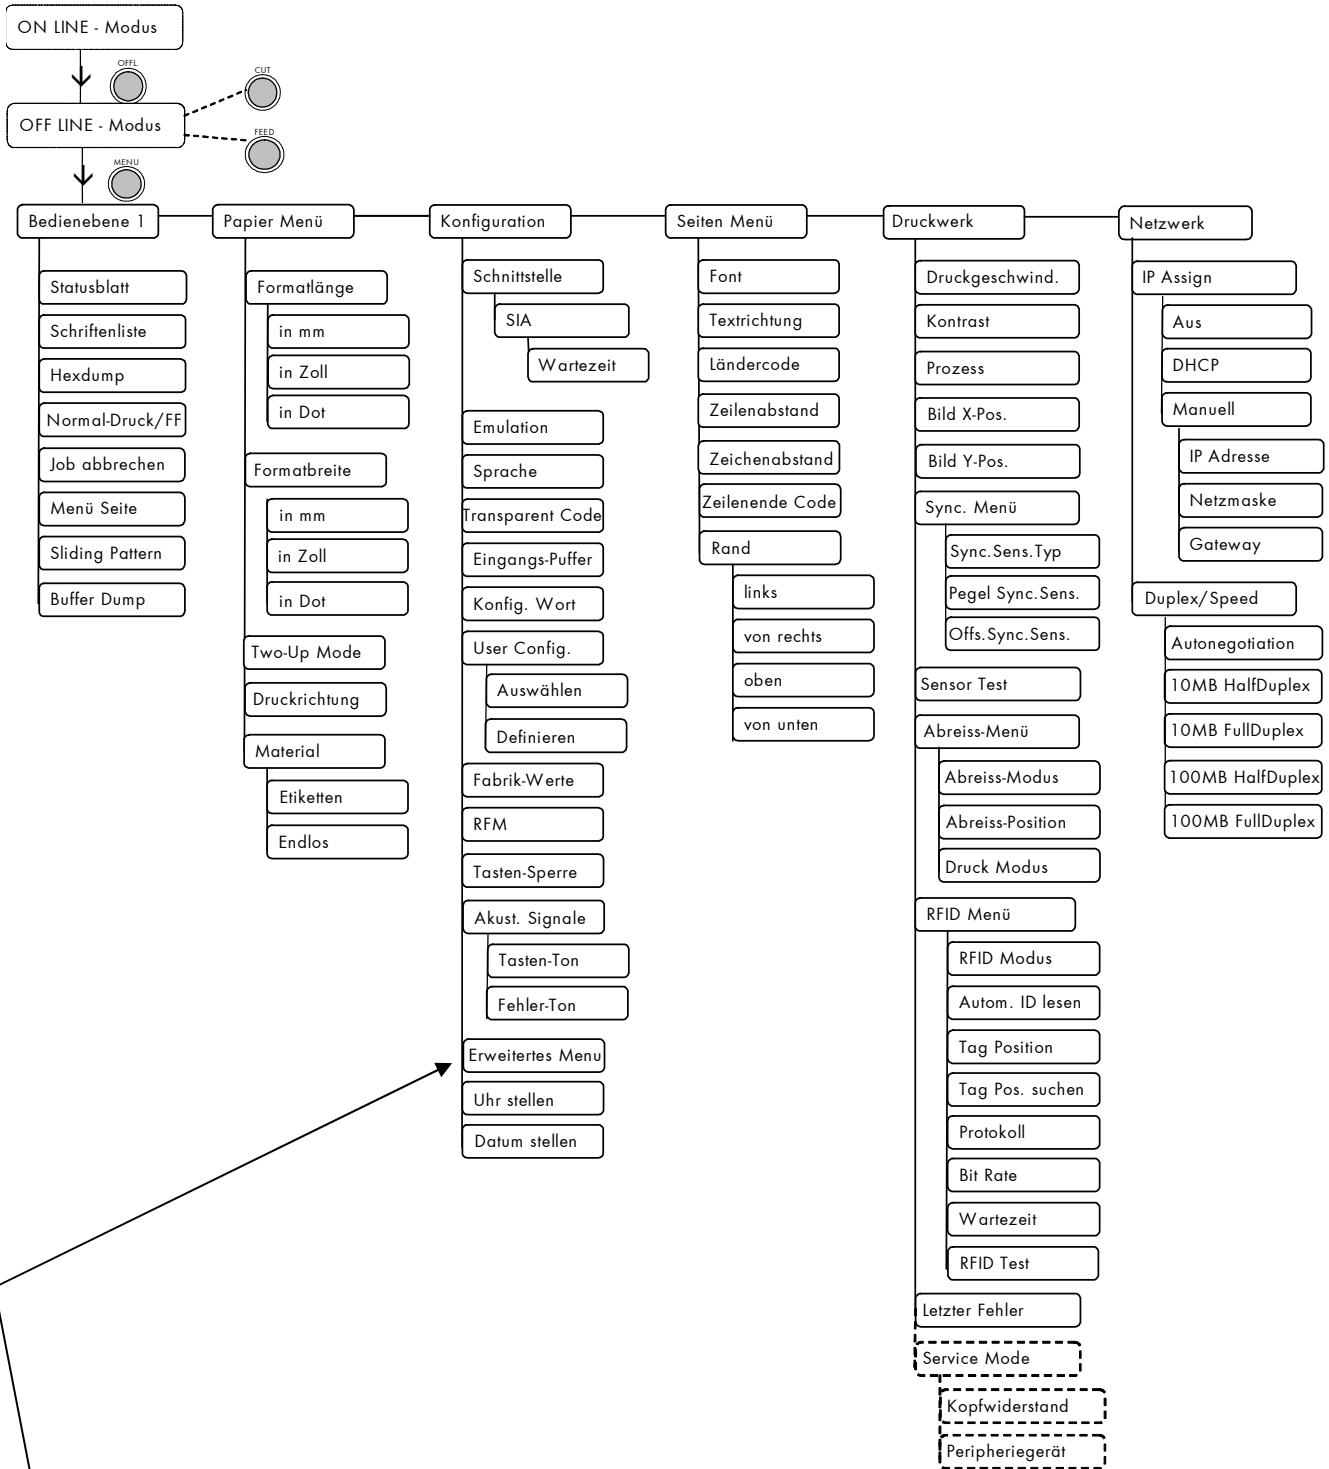 ON LINE - Modus
OFFL.
CUT
OFF LINE - Modus
FEED
MENU
Bedienebene 1
Statusblatt
Schriftenliste
Hexdump
Normal-Druck/FF
Job abbrechen
Menü Seite
Sliding Pattern
Buffer Dump
Papier Menü
Formatlänge
in mm
in Zoll
in Dot
Formatbreite
in mm
in Zoll
in Dot
Two-Up Mode
Druckrichtung
Material
Etiketten
Endlos
Konfiguration
Schnittstelle
SIA
Wartezeit
Emulation
Sprache
Transparent Code
Eingangs-Puffer
Konfig. Wort
User Config.
Auswählen
Definieren
Fabrik-Werte
RFM
Tasten-Sperre
Akust. Signale
Tasten-Ton
Fehler-Ton
Erweitertes Menu
Uhr stellen
Datum stellen
Seiten Menü
Font
Textrichtung
Ländercode
Zeilenabstand
Zeichenabstand
Zeilenende Code
Rand
links
von rechts
oben
von unten
Druckwerk
Druckgeschwind.
Kontrast
Prozess
Bild X-Pos.
Bild Y-Pos.
Sync. Menü
Sync.Sens.Typ
Pegel Sync.Sens.
Offs.Sync.Sens.
Sensor Test
Abreiss-Menü
Abreiss-Modus
Abreiss-Position
Druck Modus
RFID Menü
RFID Modus
Autom. ID lesen
Tag Position
Tag Pos. suchen
Protokoll
Bit Rate
Wartezeit
RFID Test
Letzter Fehler
Service Mode
Kopfwiderstand
Peripheriegerät
Netzwerk
IP Assign
Aus
DHCP
Manuell
IP Adresse
Netzmaske
Gateway
Duplex/Speed
Autonegotiation
10MB HalfDuplex
10MB FullDuplex
100MB HalfDuplex
100MB FullDuplex